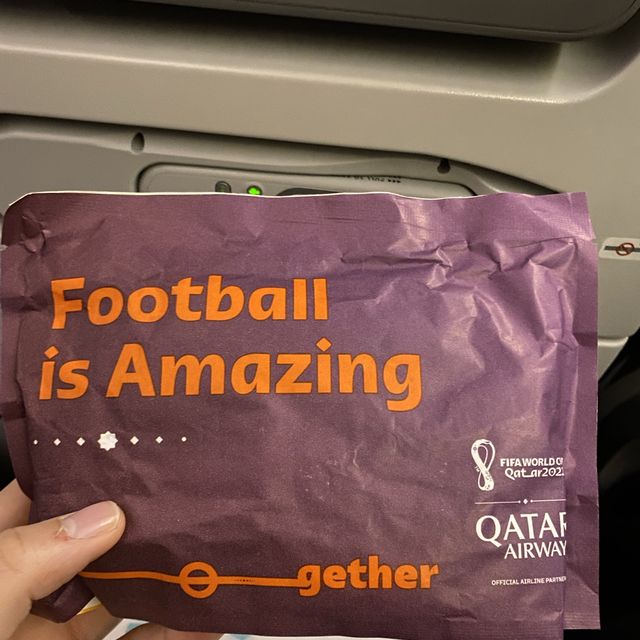 Football
is Amazing
FIFA WORLD CU
Qatar202
QATAR
AIRWAY
OFFICIAL AIRLINE PARTNER
gether